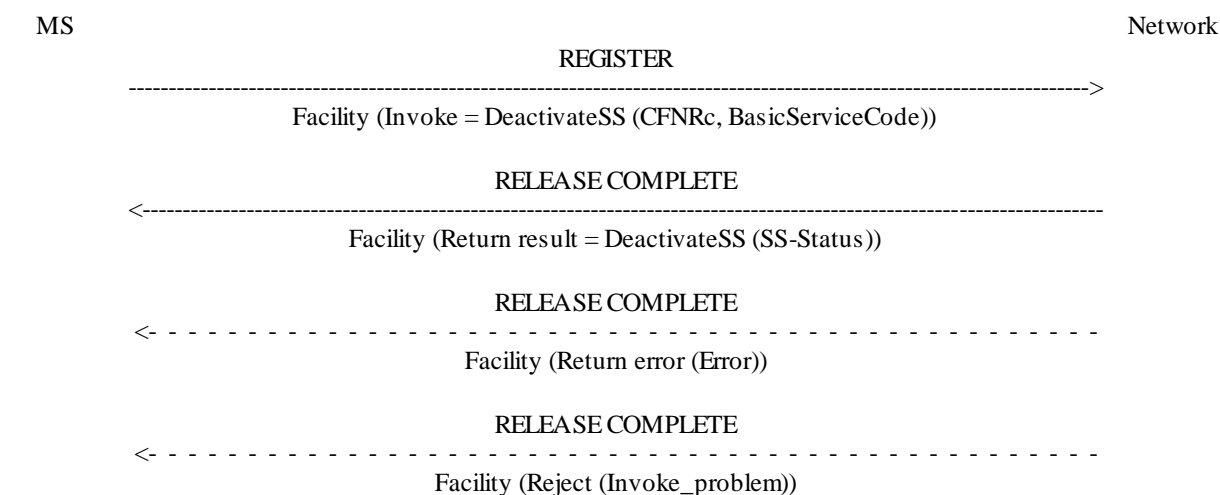 MS Network
REGISTER
Facility (Invoke = DeactivateSS (CFNRc, BasicServiceCode))
RELEASE COMPLETE
Facility (Return result = DeactivateSS (SS-Status))
RELEASE COMPLETE
Facility (Return error (Error))
RELEASE COMPLETE
Facility (Reject (Invoke_problem))